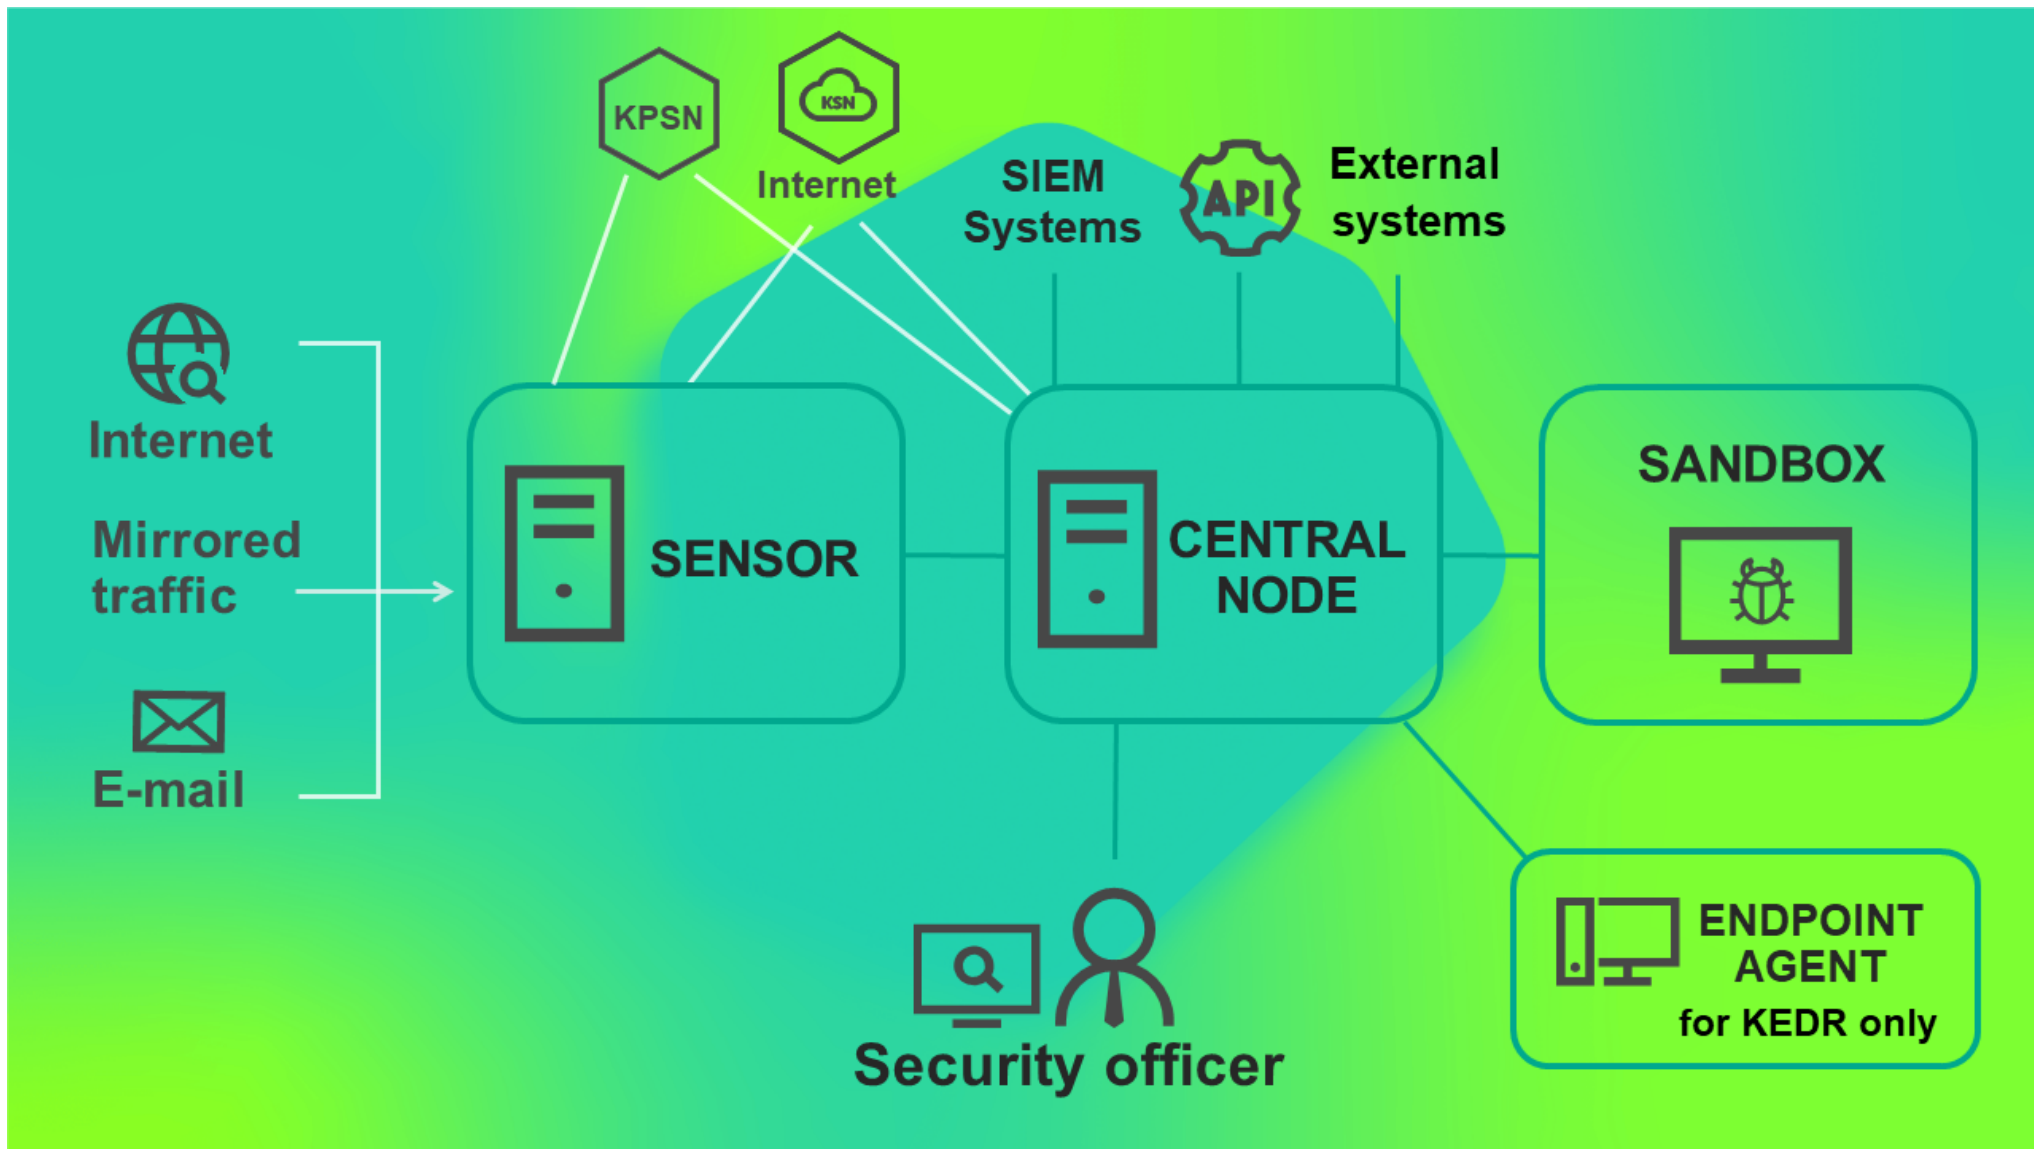 KPSN
KSN
Internet
SIEM
Systems
API
External
systems
Internet
Mirrored
traffic
E-mail
SENSOR
CENTRAL
NODE
SANDBOX
Security officer
ENDPOINT
AGENT
for KEDR only